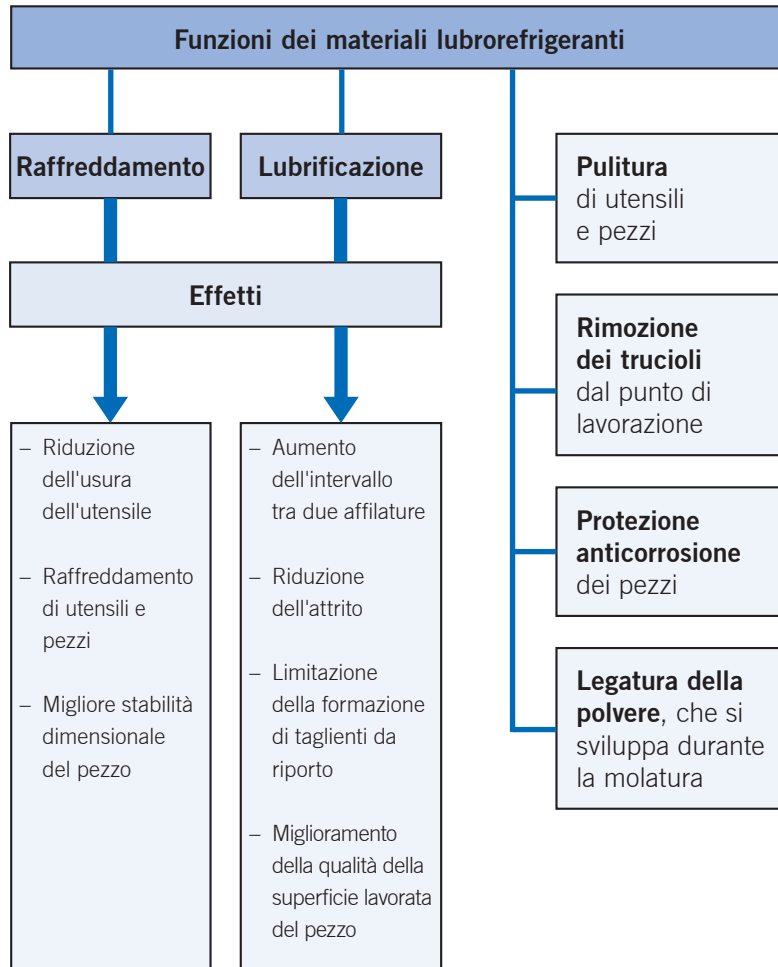 Funzioni dei materiali lubrorefrigeranti
Raffreddamento
Lubrificazione
Effetti
– Riduzione
dell'usura
dell'utensile
– Raffreddamento
di utensili e
pezzi
– Migliore stabilità
dimensionale
del pezzo
– Aumento
dell'intervallo
tra due affilature
– Riduzione
dell'attrito
– Limitazione
della formazione
di taglienti da
riporto
– Miglioramento
della qualità della
superficie lavorata
del pezzo
Pulitura
di utensili
e pezzi
Rimozione
dei trucioli
dal punto di
lavorazione
Protezione
anticorrosione
dei pezzi
Legatura della
polvere, che si
sviluppa durante
la molatura